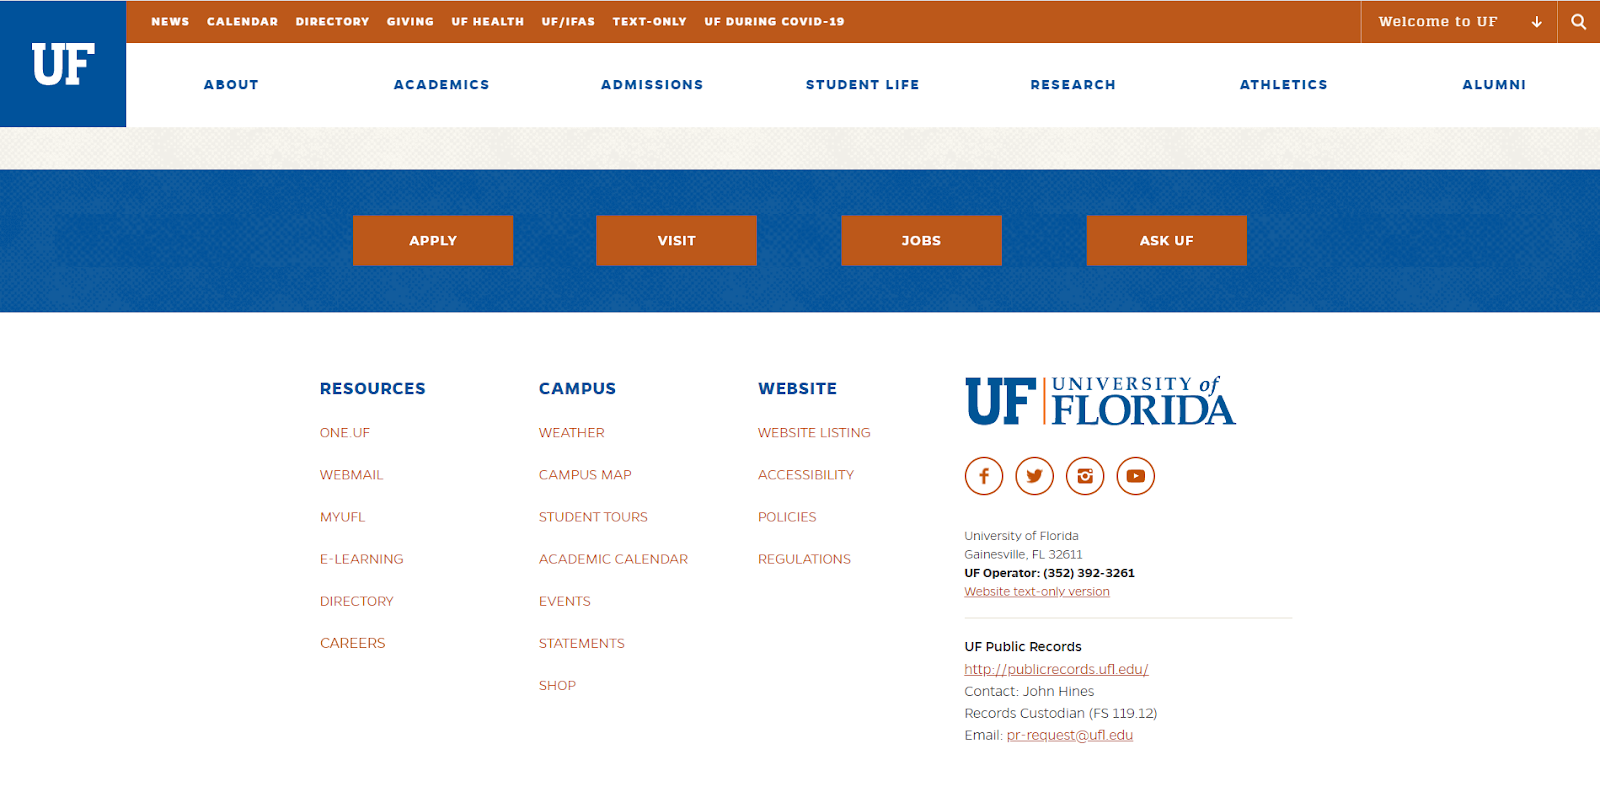 UF
NEWS CALENDAR DIRECTORY GIVING UF HEALTH UF/IFAS TEXT-ONLY UF DURING COVID-19
Welcome to UF
ABOUT ACADEMICS ADMISSIONS STUDENT LIFE RESEARCH ATHLETICS ALUMNI
APPLY VISIT JOBS ASK UF
RESOURCES
ONE.UF
WEBMAIL
MYUFL
E-LEARNING
DIRECTORY
CAREERS
CAMPUS
WEATHER
CAMPUS MAP
STUDENT TOURS
ACADEMIC CALENDAR
EVENTS
STATEMENTS
SHOP
WEBSITE
WEBSITE LISTING
ACCESSIBILITY
POLICIES
REGULATIONS
UF UNIVERSITY of
FLORIDA
University of Florida
Gainesville, FL 32611
UF Operator: (352) 392-3261
Website text-only version
UF Public Records
http://publicrecords.ufl.edu/
Contact: John Hines
Records Custodian (FS 119.12)
Email: pr-request@ufl.edu